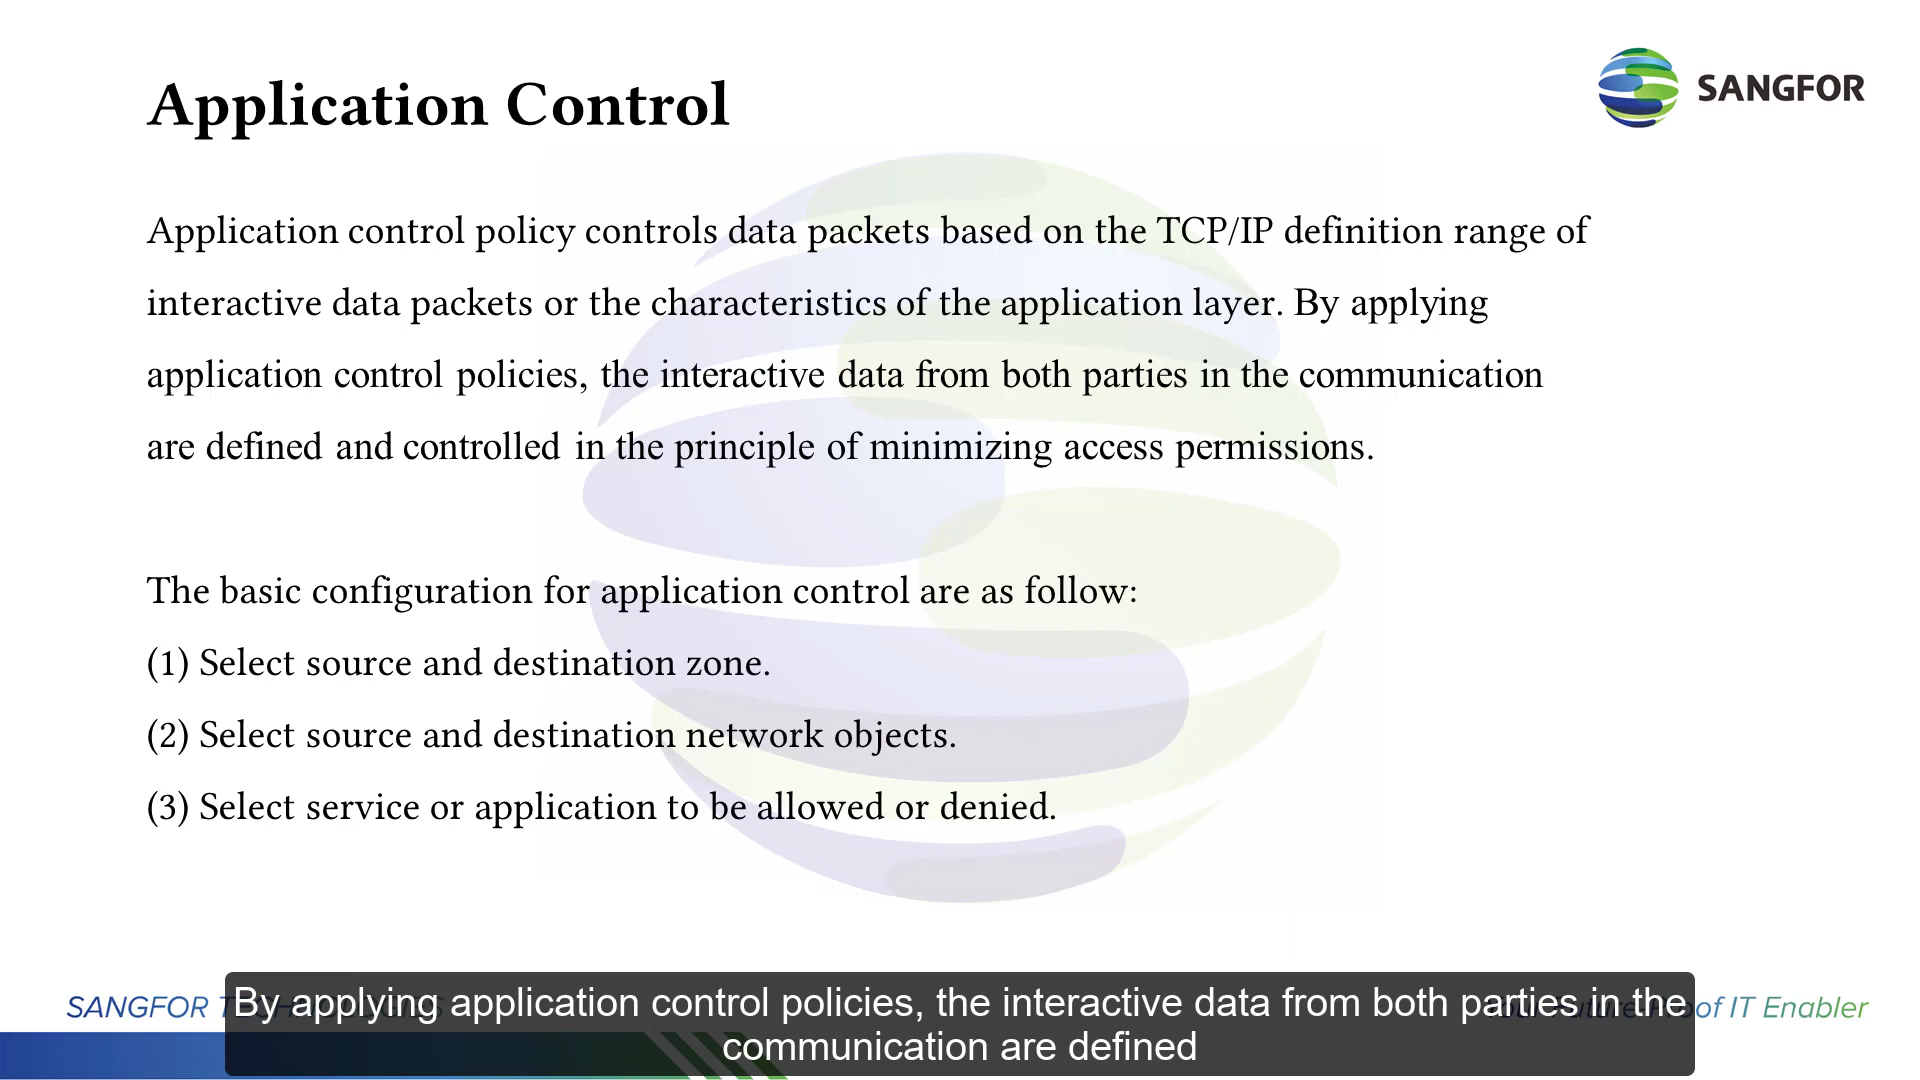 Application Control
SANGFOR
Application control policy controls data packets based on the TCP/IP definition range of
interactive data packets or the characteristics of the application layer. By applying
application control policies, the interactive data from both parties in the communication
are defined and controlled in the principle of minimizing access permissions.
The basic configuration for application control are as follow:
(1) Select source and destination zone.
(2) Select source and destination network objects.
(3) Select service or application to be allowed or denied.
SANGFOR
of IT Enabler
By applying application control policies, the interactive data from both parties in the
communication are defined